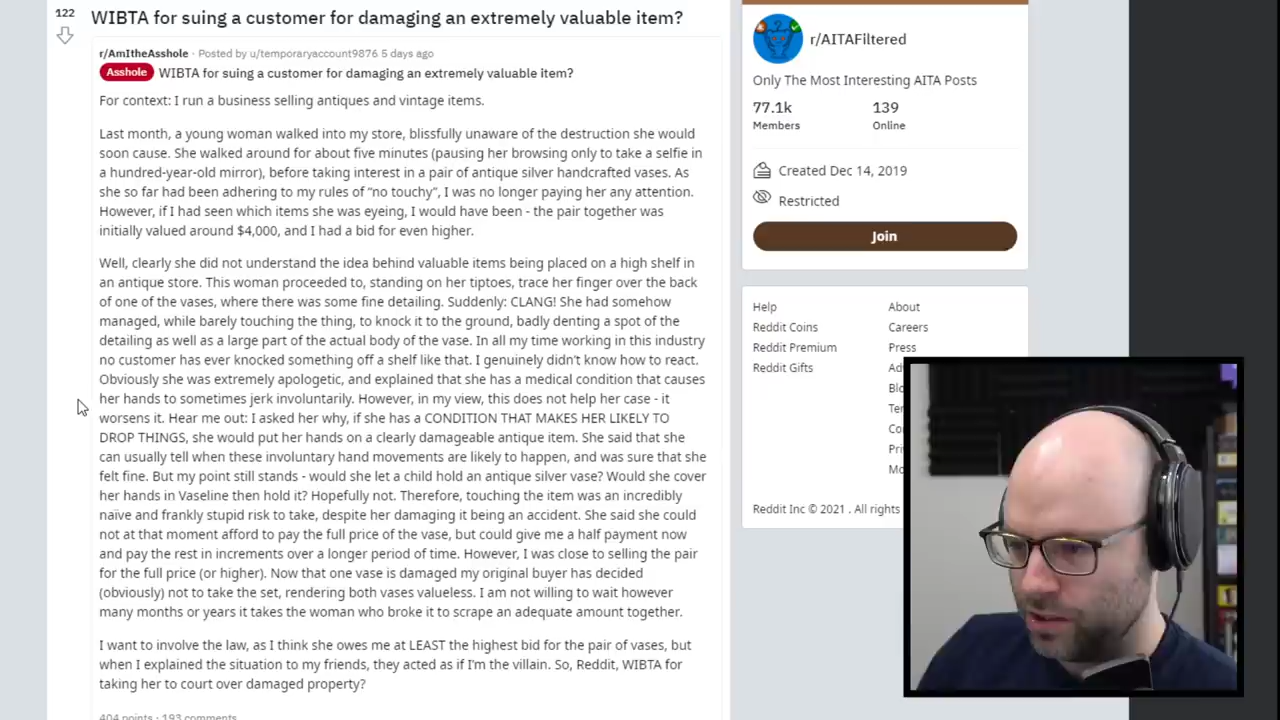 122
WIBTA for suing a customer for damaging an extremely valuable item?
r/AmItheAsshole · Posted by u/temporaryaccount9876 5 days ago
Asshole WIBTA for suing a customer for damaging an extremely valuable item?
For context: I run a business selling antiques and vintage items.
Last month, a young woman walked into my store, blissfully unaware of the destruction she would
soon cause. She walked around for about five minutes (pausing her browsing only to take a selfie in
a hundred-year-old mirror), before taking interest in a pair of antique silver handcrafted vases. As
she so far had been adhering to my rules of “no touchy”, I was no longer paying her any attention.
However, if I had seen which items she was eyeing, I would have been - the pair together was
initially valued around $4,000, and I had a bid for even higher.
Well, clearly she did not understand the idea behind valuable items being placed on a high shelf in
an antique store. This woman proceeded to, standing on her tiptoes, trace her finger over the back
of one of the vases, where there was some fine detailing. Suddenly: CLANG! She had somehow
managed, while barely touching the thing, to knock it to the ground, badly denting a spot of the
detailing as well as a large part of the actual body of the vase. In all my time working in this industry
no customer has ever knocked something off a shelf like that. I genuinely didn't know how to react.
Obviously she was extremely apologetic, and explained that she has a medical condition that causes
her hands to sometimes jerk involuntarily. However, in my view, this does not help her case - it
worsens it. Hear me out: I asked her why, if she has a CONDITION THAT MAKES HER LIKELY TO
DROP THINGS, she would put her hands on a clearly damageable antique item. She said that she
can usually tell when these involuntary hand movements are likely to happen, and was sure that she
felt fine. But my point still stands - would she let a child hold an antique silver vase? Would she cover
her hands in Vaseline then hold it? Hopefully not. Therefore, touching the item was an incredibly
naïve and frankly stupid risk to take, despite her damaging it being an accident. She said she could
not at that moment afford to pay the full price of the vase, but could give me a half payment now
and pay the rest in increments over a longer period of time. However, I was close to selling the pair
for the full price (or higher). Now that one vase is damaged my original buyer has decided
(obviously) not to take the set, rendering both vases valueless. I am not willing to wait however
many months or years it takes the woman who broke it to scrape an adequate amount together.
I want to involve the law, as I think she owes me at LEAST the highest bid for the pair of vases, but
when I explained the situation to my friends, they acted as if I'm the villain. So, Reddit, WIBTA for
taking her to court over damaged property?
404 points · 193 comments
r/AITAFiltered
Only The Most Interesting AITA Posts
77.1k 139
Members Online
Created Dec 14, 2019
Restricted
Join
Help About
Reddit Coins Careers
Reddit Premium Press
Reddit Gifts
Reddit Inc © 2021 . All rights